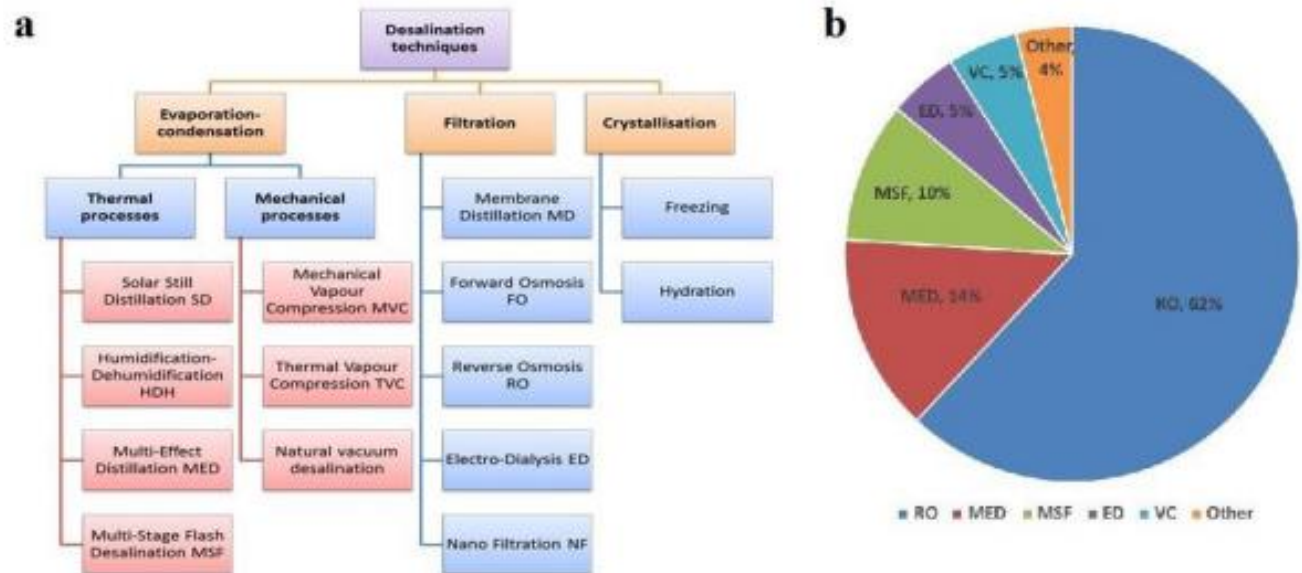 a
Desalination
techniques
Evaporation-
condensation
Filtration
Crystallisation
Thermal
processes
Mechanical
processes
Solar Still
Distillation SD
Humidification-
Dehumidification
HDH
Multi-Effect
Distillation MED
Multi-Stage Flash
Desalination MSF
Mechanical
Vapour
Compression MVC
Thermal Vapour
Compression TVC
Natural vacuum
desalination
Membrane
Distillation MD
Forward Osmosis
FO
Reverse Osmosis
RO
Electro-Dialysis ED
Nano Filtration NF
Freezing
Hydration
b
Other,
4%
VC, 5%
ED, 5%
MSF, 10%
MED, 14%
RO, 62%
RO MED MSF ED VC Other